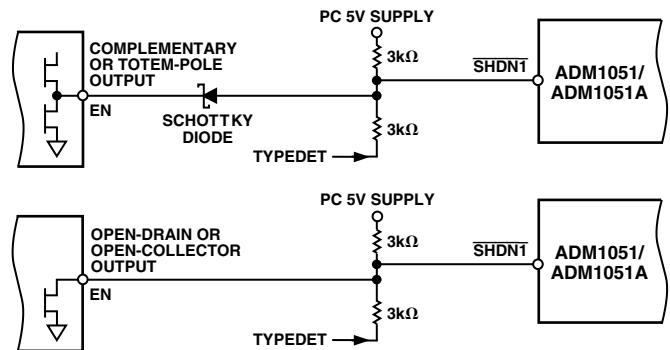 PC 5V SUPPLY
COMPLEMENTARY
OR TOTEM-POLE
OUTPUT
3kΩ
SHDN1
ADM1051/
ADM1051A
EN
SCHOTTKY
DIODE
3kΩ
TYPEDET
PC 5V SUPPLY
OPEN-DRAIN OR
OPEN-COLLECTOR
OUTPUT
3kΩ
SHDN1
ADM1051/
ADM1051A
EN
3kΩ
TYPEDET